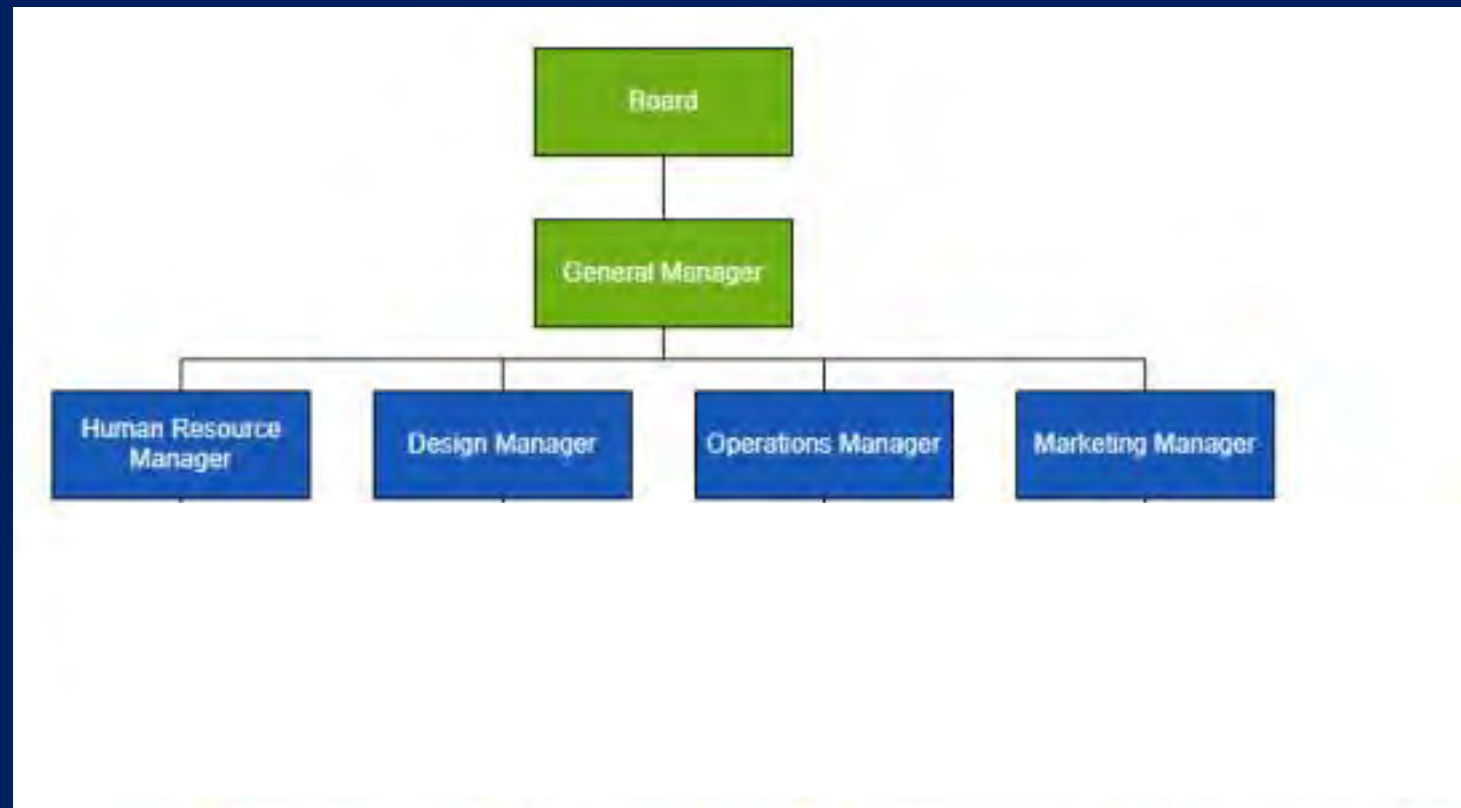 Board
General Manager
Human Resource
Manager
Design Manager
Operations Manager
Marketing Manager